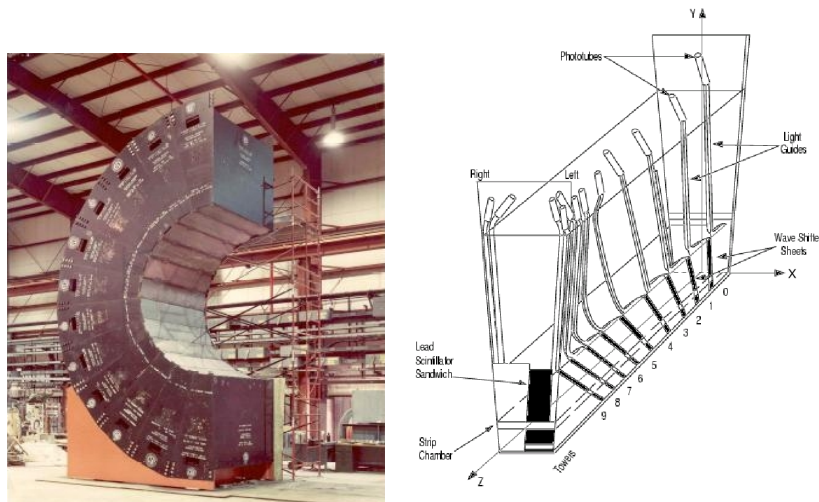 Y
Phototubes
Light
Guides
Right
Left
Wave Shifter
Sheets
X
0
1
2
3
4
5
6
7
8
9
Lead
Scintillator
Sandwich
Strip
Chamber
Towers
Z